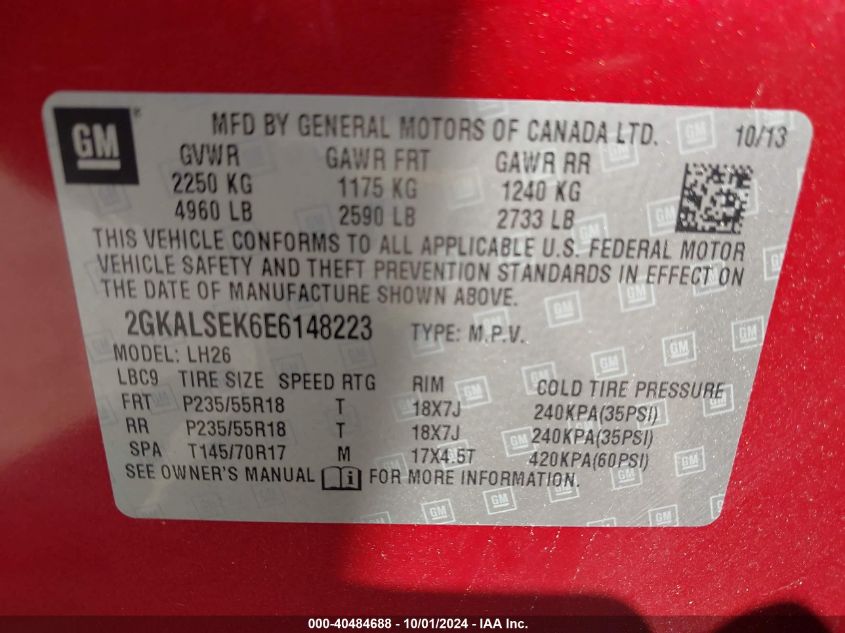 GM ® MFD BY GENERAL MOTORS OF CANADA LTD. 10/13
GVWR GAWR FRT GAWR RR
2250 KG 1175 KG 1240 KG
4960 LB 2590 LB 2733 LB
THIS VEHICLE CONFORMS TO ALL APPLICABLE U.S. FEDERAL MOTOR
VEHICLE SAFETY AND THEFT PREVENTION STANDARDS IN EFFECT ON
THE DATE OF MANUFACTURE SHOWN ABOVE.
2GKALSEK6E6148223 TYPE: M.P.V.
MODEL: LH26
LBC9 TIRE SIZE SPEED RTG RIM COLD TIRE PRESSURE
FRT P235/55R18 T 18X7J 240KPA(35PSI)
RR P235/55R18 T 18X7J 240KPA(35PSI)
SPA T145/70R17 M 17X4.5T 420KPA(60PSI)
SEE OWNER'S MANUAL FOR MORE INFORMATION.
000-40484688 - 10/01/2024 - IAA Inc.